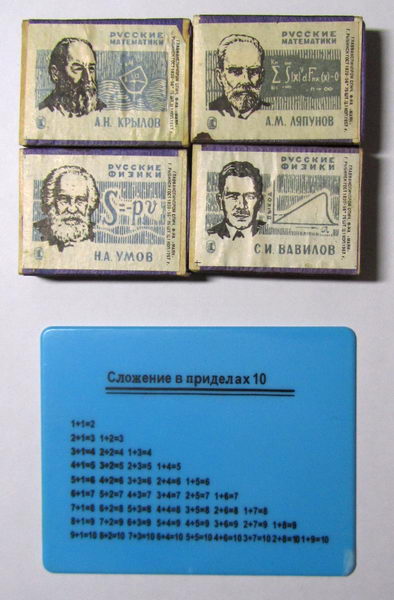 РУССКИЕ
МАТЕМАТИКИ
А.Н. КРЫЛОВ
РУССКИЕ
МАТЕМАТИКИ
n→∞
А.М. ЛЯПУНОВ
РУССКИЕ
ФИЗИКИ
S=-ρv
Н.А. УМОВ
РУССКИЕ
ФИЗИКИ
С.И. ВАВИЛОВ
Сложение в приделах 10
1+1=2
2+1=3 1+2=3
3+1=4 2+2=4 1+3=4
4+1=5 3+2=5 2+3=5 1+4=5
5+1=6 4+2=6 3+3=6 2+4=6 1+5=6
6+1=7 5+2=7 4+3=7 3+4=7 2+5=7 1+6=7
7+1=8 6+2=8 5+3=8 4+4=8 3+5=8 2+6=8 1+7=8
8+1=9 7+2=9 6+3=9 5+4=9 4+5=9 3+6=9 2+7=9 1+8=9
9+1=10 8+2=10 7+3=10 6+4=10 5+5=10 4+6=10 3+7=10 2+8=10 1+9=10